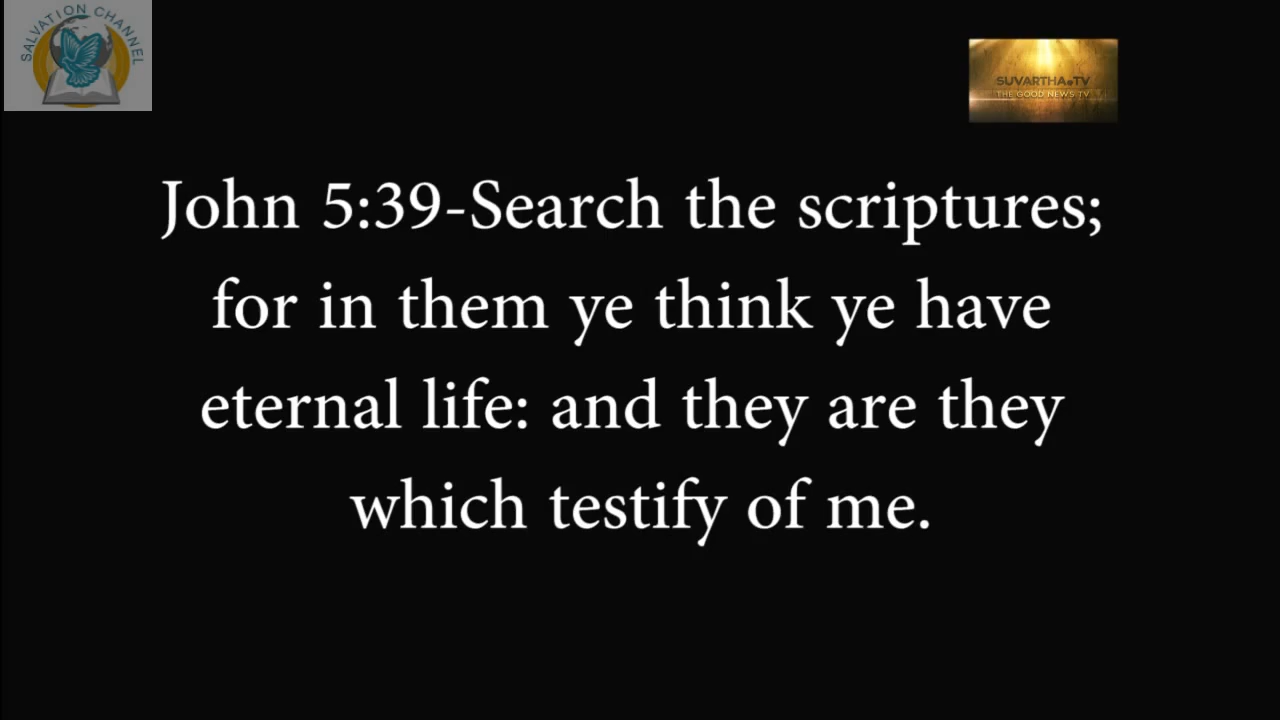 SALVATION CHANNEL
SUVARTHA TV
THE GOOD NEWS TV
John 5:39-Search the scriptures;
for in them ye think ye have
eternal life: and they are they
which testify of me.